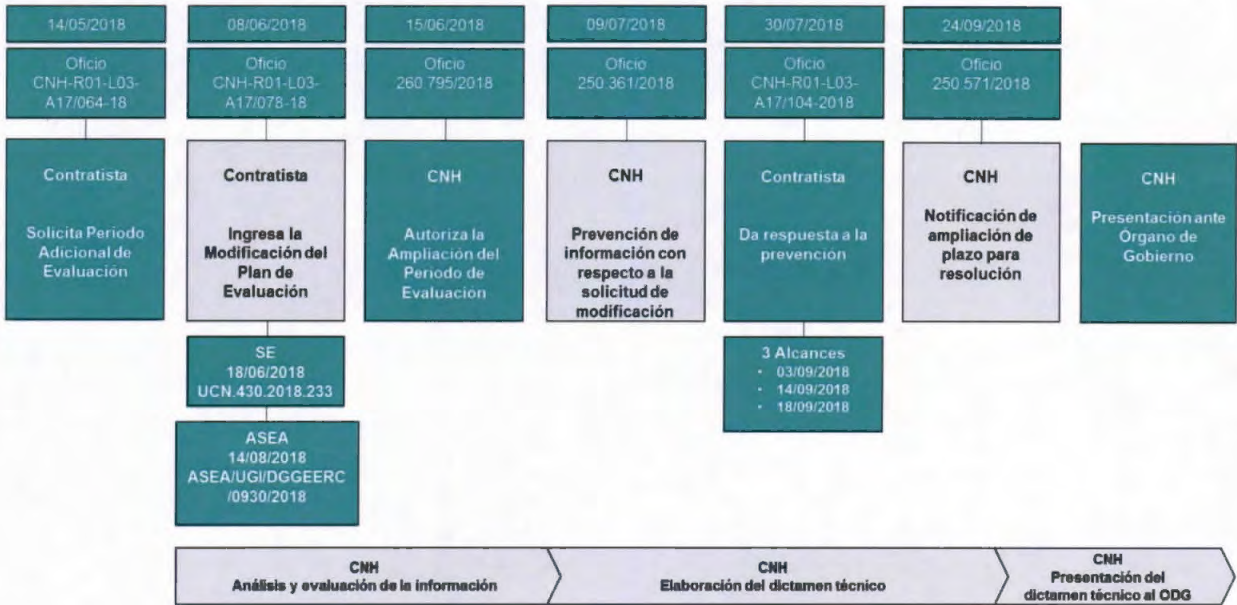 14/05/2018
Oficio
CNH-R01-L03-
A17/064-18
Contratista
Solicita Periodo
Adicional de
Evaluación
08/06/2018
Oficio
CNH-R01-L03-
A17/078-18
Contratista
Ingresa la
Modificación del
Plan de
Evaluación
SE
18/06/2018
UCN.430.2018.233
ASEA
14/08/2018
ASEA/UGI/DGGEERC
/0930/2018
15/06/2018
Oficio
260.795/2018
CNH
Autoriza la
Ampliación del
Periodo de
Evaluación
09/07/2018
Oficio
250.361/2018
CNH
Prevención de
información con
respecto a la
solicitud de
modificación
30/07/2018
Oficio
CNH-R01-L03-
A17/104-2018
Contratista
Da respuesta a la
prevención
3 Alcances
• 03/09/2018
• 14/09/2018
• 18/09/2018
24/09/2018
Oficio
250.571/2018
CNH
Notificación de
ampliación de
plazo para
resolución
CNH
Presentación ante
Órgano de
Gobierno
CNH
Análisis y evaluación de la información
CNH
Elaboración del dictamen técnico
CNH
Presentación del
dictamen técnico al ODG